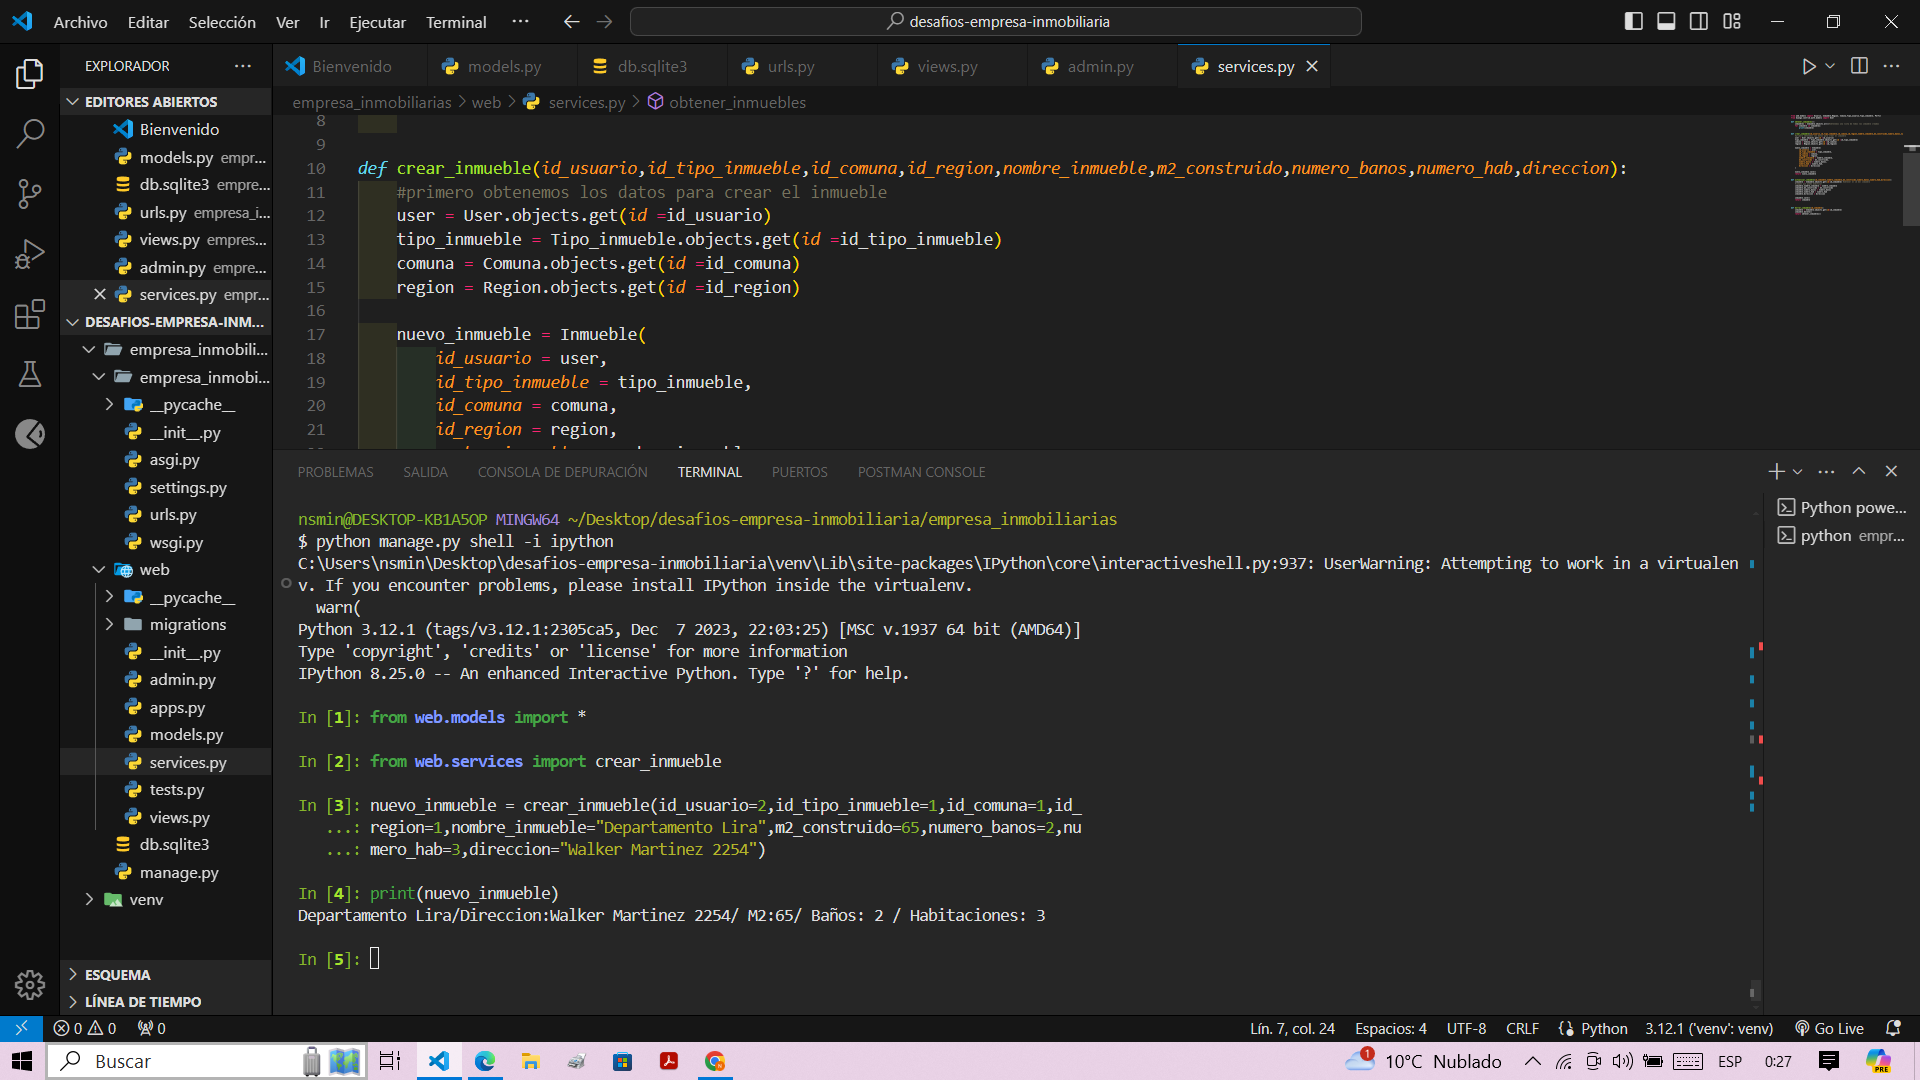 Archivo Editar Selección Ver Ir Ejecutar Terminal ··· desafios-empresa-inmobiliaria
EXPLORADOR
EDITORES ABIERTOS
Bienvenido
models.py empr...
db.sqlite3 empre...
urls.py empresa_i...
views.py empres...
admin.py empre...
services.py empr...
DESAFIOS-EMPRESA-INM...
empresa_inmobili...
empresa_inmobi...
__pycache__
__init__.py
asgi.py
settings.py
urls.py
wsgi.py
web
__pycache__
migrations
__init__.py
admin.py
apps.py
models.py
services.py
tests.py
views.py
db.sqlite3
manage.py
venv
ESQUEMA
LÍNEA DE TIEMPO
Bienvenido models.py db.sqlite3 urls.py views.py admin.py services.py
empresa_inmobiliarias > web > services.py > obtener_inmuebles
8
9
10 def crear_inmueble(id_usuario,id_tipo_inmueble,id_comuna,id_region,nombre_inmueble,m2_construido,numero_banos,numero_hab,direccion):
11 #primero obtenemos los datos para crear el inmueble
12 user = User.objects.get(id =id_usuario)
13 tipo_inmueble = Tipo_inmueble.objects.get(id =id_tipo_inmueble)
14 comuna = Comuna.objects.get(id =id_comuna)
15 region = Region.objects.get(id =id_region)
16
17 nuevo_inmueble = Inmueble(
18 id_usuario = user,
19 id_tipo_inmueble = tipo_inmueble,
20 id_comuna = comuna,
21 id_region = region,
PROBLEMAS SALIDA CONSOLA DE DEPURACIÓN TERMINAL PUERTOS POSTMAN CONSOLE
Python powe...
python empr...
nsmin@DESKTOP-KB1A5OP MINGW64 ~/Desktop/desafios-empresa-inmobiliaria/empresa_inmobiliarias
$ python manage.py shell -i ipython
C:\Users\nsmin\Desktop\desafios-empresa-inmobiliaria\venv\Lib\site-packages\IPython\core\interactiveshell.py:937: UserWarning: Attempting to work in a virtualen
v. If you encounter problems, please install IPython inside the virtualenv.
warn(
Python 3.12.1 (tags/v3.12.1:2305ca5, Dec  7 2023, 22:03:25) [MSC v.1937 64 bit (AMD64)]
Type 'copyright', 'credits' or 'license' for more information
IPython 8.25.0 -- An enhanced Interactive Python. Type '?' for help.
In [1]: from web.models import *
In [2]: from web.services import crear_inmueble
In [3]: nuevo_inmueble = crear_inmueble(id_usuario=2,id_tipo_inmueble=1,id_comuna=1,id_
...: region=1,nombre_inmueble="Departamento Lira",m2_construido=65,numero_banos=2,nu
...: mero_hab=3,direccion="Walker Martinez 2254")
In [4]: print(nuevo_inmueble)
Departamento Lira/Direccion:Walker Martinez 2254/ M2:65/ Baños: 2 / Habitaciones: 3
In [5]:
0 0 0 Lín. 7, col. 24 Espacios: 4 UTF-8 CRLF Python 3.12.1 ('venv': venv) Go Live
Buscar 1 10°C Nublado ESP 0:27 PRE